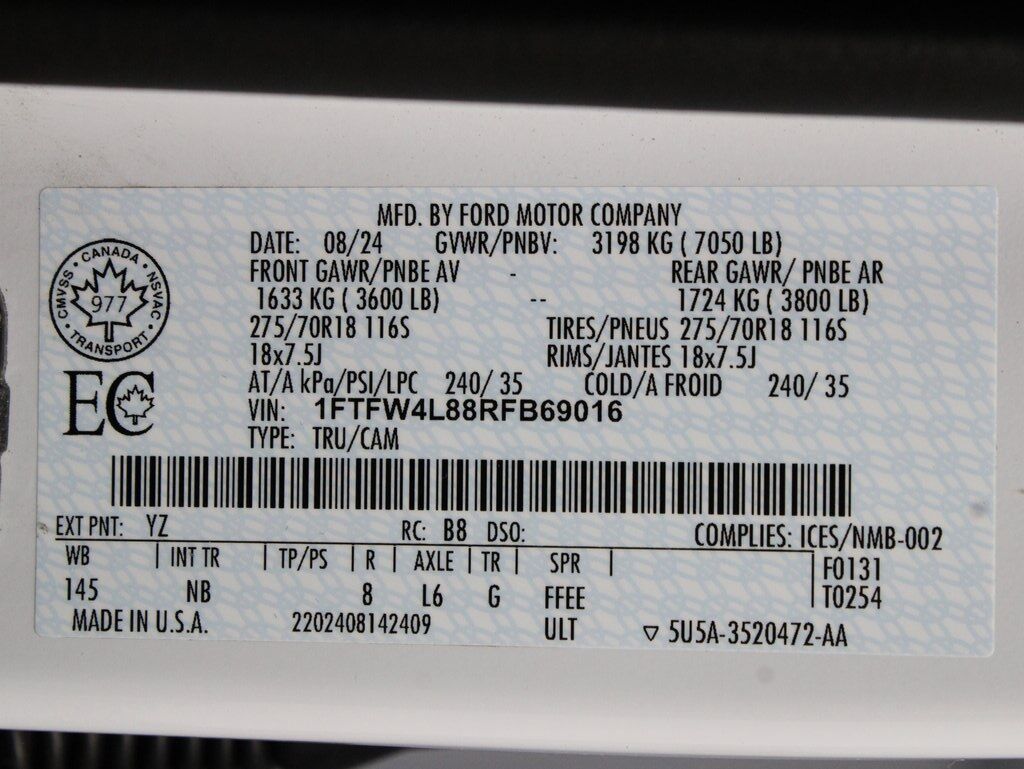 MFD. BY FORD MOTOR COMPANY
DATE: 08/24 GVWR/PNBV: 3198 KG ( 7050 LB)
FRONT GAWR/PNBE AV - REAR GAWR/ PNBE AR
1633 KG ( 3600 LB) -- 1724 KG ( 3800 LB)
275/70R18 116S TIRES/PNEUS 275/70R18 116S
18x7.5J RIMS/JANTES 18x7.5J
AT/A kPa/PSI/LPC 240/ 35 COLD/A FROID 240/ 35
VIN: 1FTFW4L88RFB69016
TYPE: TRU/CAM
CMVSS · CANADA · NSVAC · TRANSPORT ·
977
EC
EXT PNT: YZ RC: B8 DSO: COMPLIES: ICES/NMB-002
WB | INT TR | TP/PS | R | AXLE | TR | SPR | F0131
145 NB 8 L6 G FFEE T0254
MADE IN U.S.A. 2202408142409 ULT ▽ 5U5A-3520472-AA